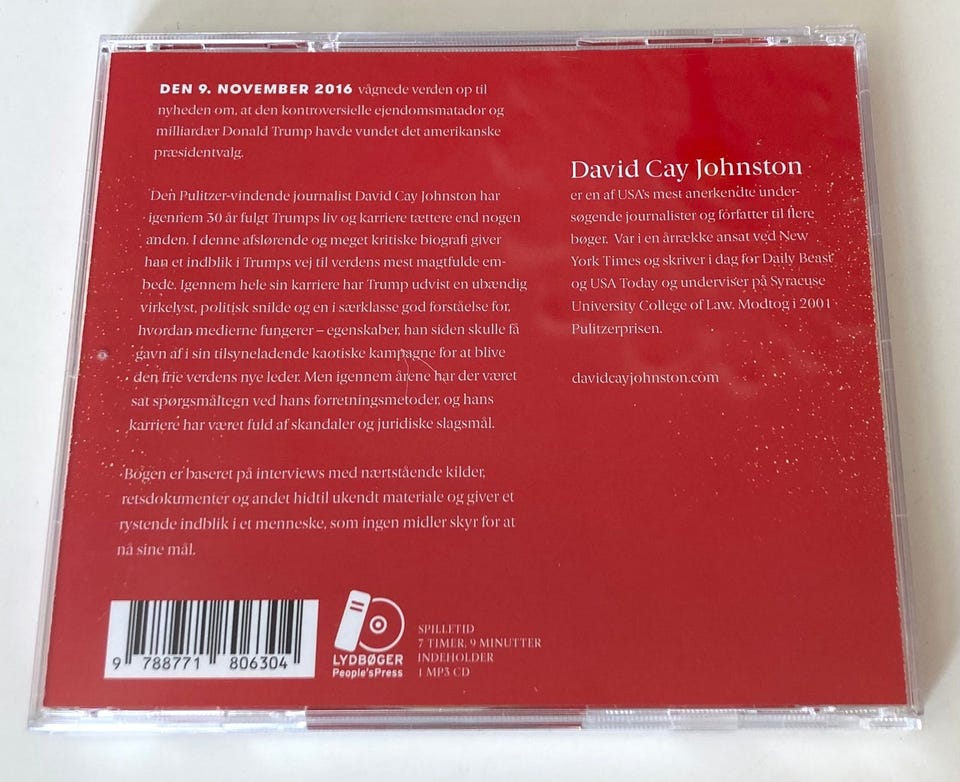 DEN 9. NOVEMBER 2016 vågnede verden op til
nyheden om, at den kontroversielle ejendomsmatador og
milliardær Donald Trump havde vundet det amerikanske
præsidentvalg.
Den Pulitzer-vindende journalist David Cay Johnston har
igennem 30 år fulgt Trumps liv og karriere tættere end nogen
anden. I denne afslørende og meget kritiske biografi giver
han et indblik i Trumps vej til verdens mest magtfulde em-
bede. Igennem hele sin karriere har Trump udvist en ubændig
virkelyst, politisk snilde og en i særklasse god forståelse for,
hvordan medierne fungerer – egenskaber, han siden skulle få
gavn af i sin tilsyneladende kaotiske kampagne for at blive
den frie verdens nye leder. Men igennem årene har der været
sat spørgsmåltegn ved hans forretningsmetoder, og hans
karriere har været fuld af skandaler og juridiske slagsmål.
Bogen er baseret på interviews med nærtstående kilder,
retsdokumenter og andet hidtil ukendt materiale og giver et
rystende indblik i et menneske, som ingen midler skyr for at
nå sine mål.
David Cay Johnston
er en af USA's mest anerkendte under-
søgende journalister og forfatter til flere
bøger. Var i en årrække ansat ved New
York Times og skriver i dag for Daily Beast
og USA Today og underviser på Syracuse
University College of Law. Modtog i 2001
Pulitzerprisen.
davidcayjohnston.com
9 788771 806304
LYDBØGER
People'sPress
SPILLETID
7 TIMER, 9 MINUTTER
INDEHOLDER
1 MP3 CD